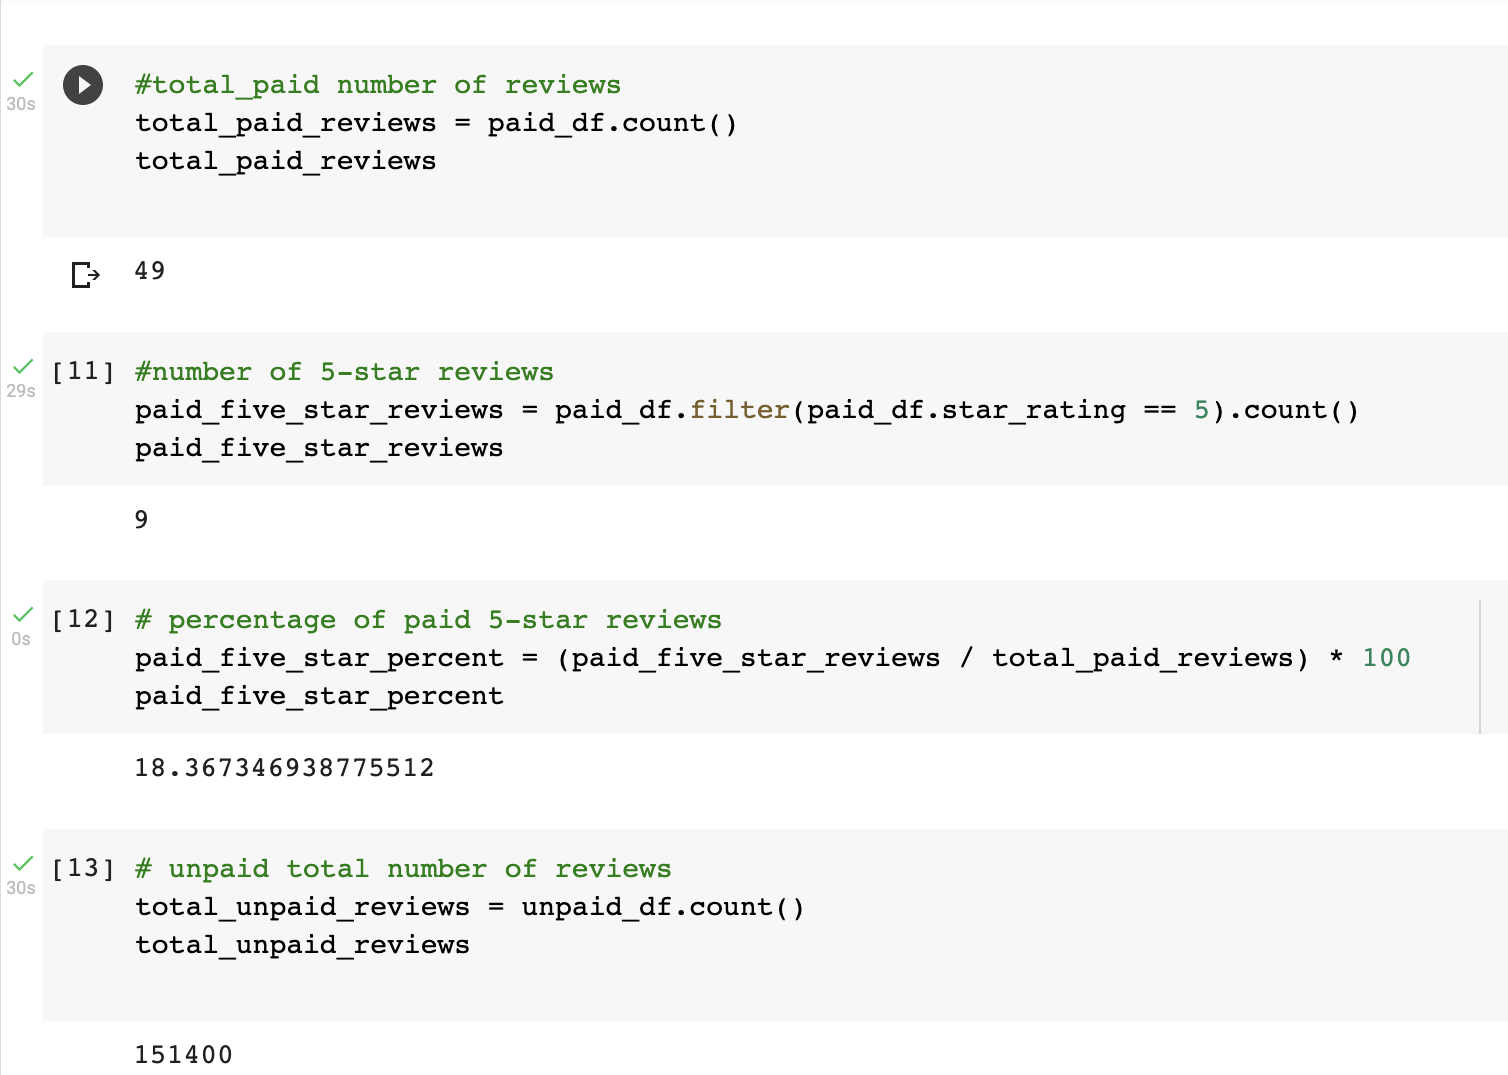 #total_paid number of reviews
30s
total_paid_reviews = paid_df.count()
total_paid_reviews
49
[11] #number of 5-star reviews
29s
paid_five_star_reviews = paid_df.filter(paid_df.star_rating == 5).count()
paid_five_star_reviews
9
[12] # percentage of paid 5-star reviews
0s
paid_five_star_percent = (paid_five_star_reviews / total_paid_reviews) * 100
paid_five_star_percent
18.367346938775512
[13] # unpaid total number of reviews
30s
total_unpaid_reviews = unpaid_df.count()
total_unpaid_reviews
151400